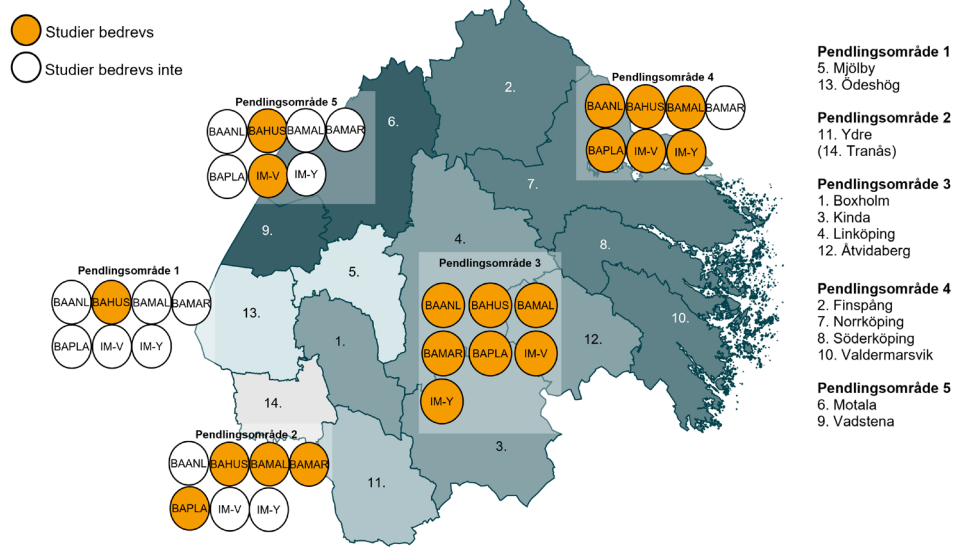 Studier bedrevs
Studier bedrevs inte
Pendlingsområde 5
BAANL BAHUS BAMAL BAMAR
BAPLA IM-V IM-Y
Pendlingsområde 4
BAANL BAHUS BAMAL BAMAR
BAPLA IM-V IM-Y
Pendlingsområde 1
BAANL BAHUS BAMAL BAMAR
BAPLA IM-V IM-Y
Pendlingsområde 3
BAANL BAHUS BAMAL
BAMAR BAPLA IM-V
IM-Y
Pendlingsområde 2
BAANL BAHUS BAMAL BAMAR
BAPLA IM-V IM-Y
2.
6.
7.
9.
4.
5.
8.
13.
10.
1.
12.
14.
3.
11.
Pendlingsområde 1
5. Mjölby
13. Ödeshög
Pendlingsområde 2
11. Ydre
(14. Tranås)
Pendlingsområde 3
1. Boxholm
3. Kinda
4. Linköping
12. Åtvidaberg
Pendlingsområde 4
2. Finspång
7. Norrköping
8. Söderköping
10. Valdermarsvik
Pendlingsområde 5
6. Motala
9. Vadstena